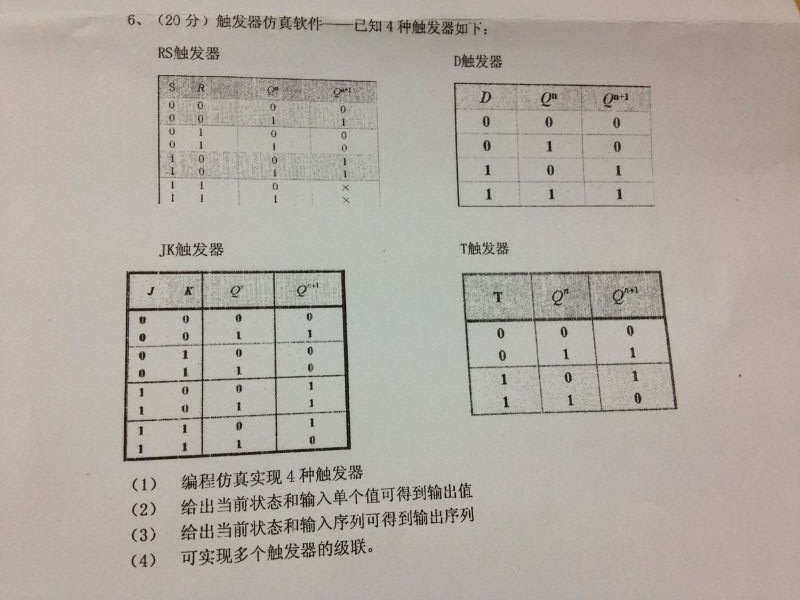 6、（20分）触发器仿真软件——已知4种触发器如下：
RS触发器
S R Qⁿ Qⁿ⁺¹
0 0 0 0
0 0 1 1
0 1 0 0
0 1 1 0
1 0 0 1
1 0 1 1
1 1 0 ×
1 1 1 ×
D触发器
D Qⁿ Qⁿ⁺¹
0 0 0
0 1 0
1 0 1
1 1 1
JK触发器
J K Qⁿ Qⁿ⁺¹
0 0 0 0
0 0 1 1
0 1 0 0
0 1 1 0
1 0 0 1
1 0 1 1
1 1 0 1
1 1 1 0
T触发器
T Qⁿ Qⁿ⁺¹
0 0 0
0 1 1
1 0 1
1 1 0
（1） 编程仿真实现4种触发器
（2） 给出当前状态和输入单个值可得到输出值
（3） 给出当前状态和输入序列可得到输出序列
（4） 可实现多个触发器的级联。